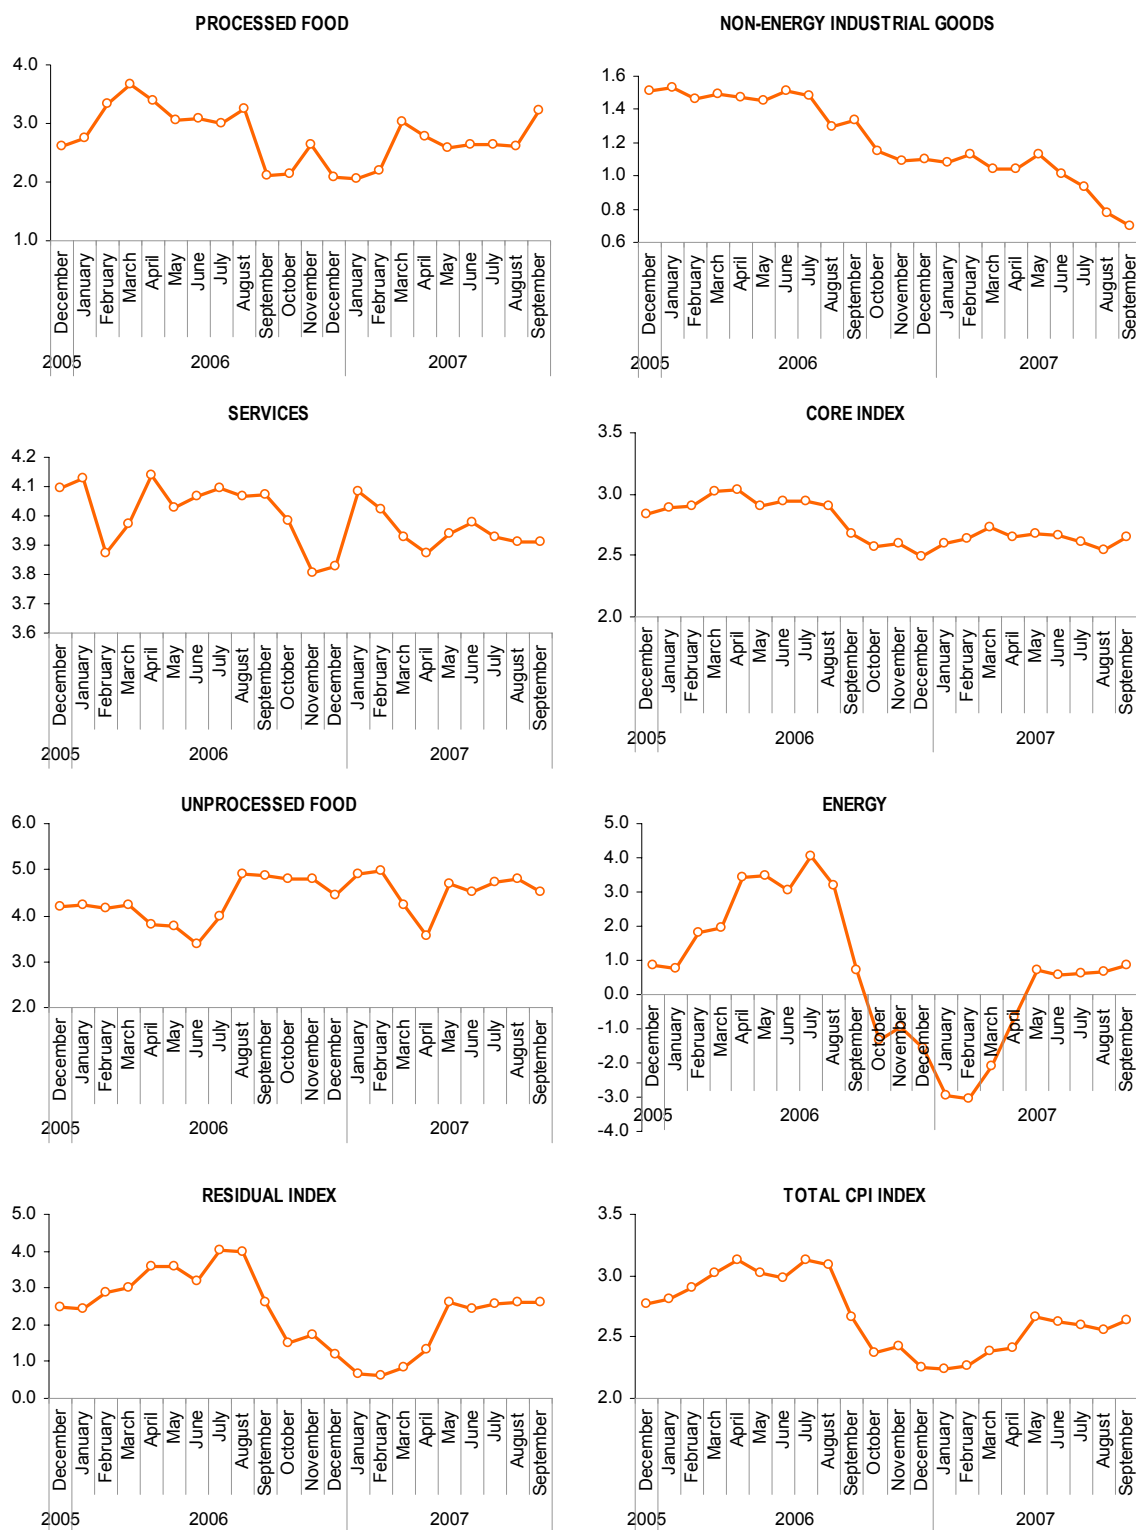 PROCESSED FOOD
4.0
3.0
2.0
1.0
December
January
February
March
April
May
June
July
August
September
October
November
December
January
February
March
April
May
June
July
August
September
2005
2006
2007
NON-ENERGY INDUSTRIAL GOODS
1.6
1.4
1.2
1.0
0.8
0.6
December
January
February
March
April
May
June
July
August
September
October
November
December
January
February
March
April
May
June
July
August
September
2005
2006
2007
SERVICES
4.2
4.1
4.0
3.9
3.8
3.7
3.6
December
January
February
March
April
May
June
July
August
September
October
November
December
January
February
March
April
May
June
July
August
September
2005
2006
2007
CORE INDEX
3.5
3.0
2.5
2.0
December
January
February
March
April
May
June
July
August
September
October
November
December
January
February
March
April
May
June
July
August
September
2005
2006
2007
UNPROCESSED FOOD
6.0
5.0
4.0
3.0
2.0
December
January
February
March
April
May
June
July
August
September
October
November
December
January
February
March
April
May
June
July
August
September
2005
2006
2007
ENERGY
5.0
4.0
3.0
2.0
1.0
0.0
-1.0
-2.0
-3.0
-4.0
December
January
February
March
April
May
June
July
August
September
October
November
December
January
February
March
April
May
June
July
August
September
2005
2006
2007
RESIDUAL INDEX
5.0
4.0
3.0
2.0
1.0
0.0
December
January
February
March
April
May
June
July
August
September
October
November
December
January
February
March
April
May
June
July
August
September
2005
2006
2007
TOTAL CPI INDEX
3.5
3.0
2.5
2.0
December
January
February
March
April
May
June
July
August
September
October
November
December
January
February
March
April
May
June
July
August
September
2005
2006
2007